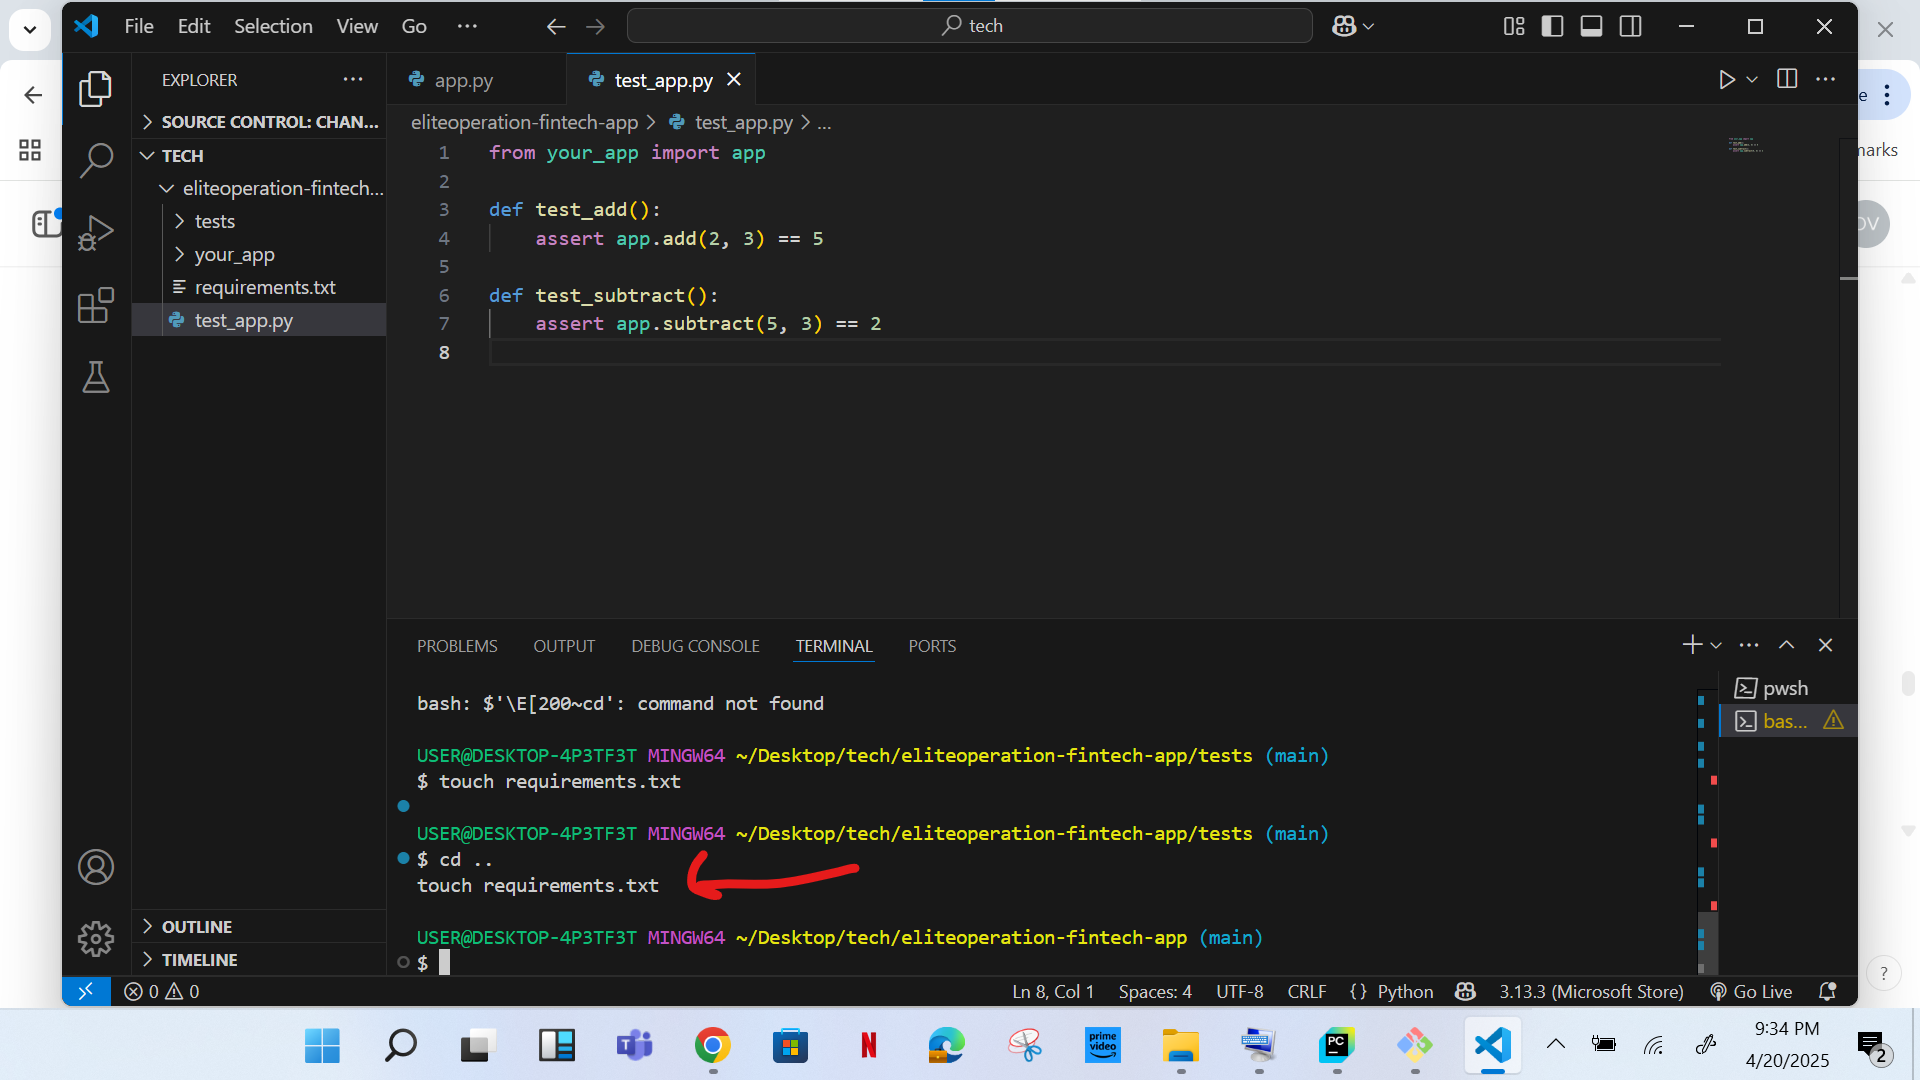 File Edit Selection View Go ···
tech
EXPLORER ···
SOURCE CONTROL: CHAN...
TECH
eliteoperation-fintech...
tests
your_app
requirements.txt
test_app.py
OUTLINE
TIMELINE
app.py
test_app.py
eliteoperation-fintech-app > test_app.py > ...
1 from your_app import app
2
3 def test_add():
4 assert app.add(2, 3) == 5
5
6 def test_subtract():
7 assert app.subtract(5, 3) == 2
8
PROBLEMS OUTPUT DEBUG CONSOLE TERMINAL PORTS
bash: $'\E[200~cd': command not found
USER@DESKTOP-4P3TF3T MINGW64 ~/Desktop/tech/eliteoperation-fintech-app/tests (main)
$ touch requirements.txt
USER@DESKTOP-4P3TF3T MINGW64 ~/Desktop/tech/eliteoperation-fintech-app/tests (main)
$ cd ..
touch requirements.txt
USER@DESKTOP-4P3TF3T MINGW64 ~/Desktop/tech/eliteoperation-fintech-app (main)
$
pwsh
bas...
0 0
Ln 8, Col 1 Spaces: 4 UTF-8 CRLF {} Python 3.13.3 (Microsoft Store) Go Live
e
marks
OV
?
N
prime video
PC
9:34 PM
4/20/2025
2